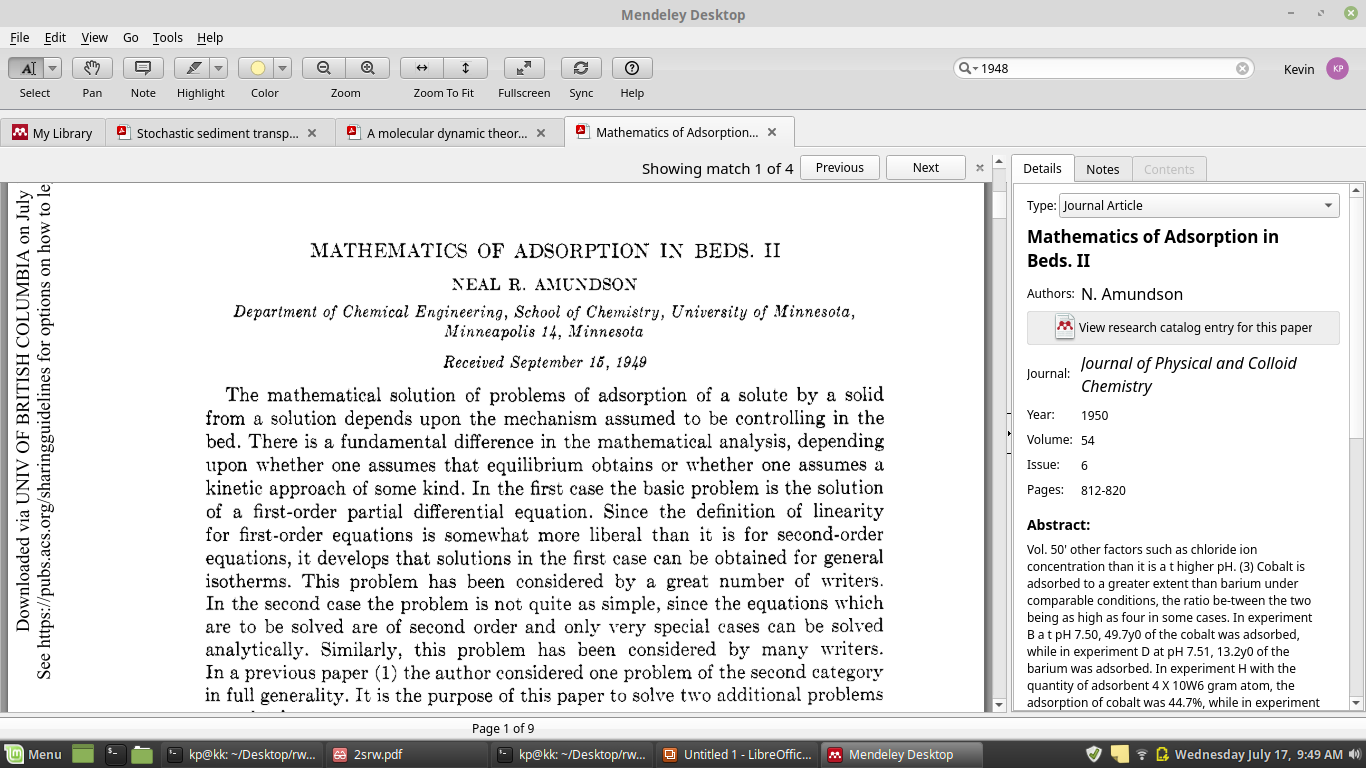 Mendeley Desktop
File Edit View Go Tools Help
Select Pan Note Highlight Color Zoom Zoom To Fit Fullscreen Sync Help
1948
Kevin KP
My Library
Stochastic sediment transp...
A molecular dynamic theor...
Mathematics of Adsorption...
Showing match 1 of 4 Previous Next
Downloaded via UNIV OF BRITISH COLUMBIA on July
See https://pubs.acs.org/sharingguidelines for options on how to le
MATHEMATICS OF ADSORPTION IN BEDS. II
NEAL R. AMUNDSON
Department of Chemical Engineering, School of Chemistry, University of Minnesota,
Minneapolis 14, Minnesota
Received September 15, 1949
The mathematical solution of problems of adsorption of a solute by a solid
from a solution depends upon the mechanism assumed to be controlling in the
bed. There is a fundamental difference in the mathematical analysis, depending
upon whether one assumes that equilibrium obtains or whether one assumes a
kinetic approach of some kind. In the first case the basic problem is the solution
of a first-order partial differential equation. Since the definition of linearity
for first-order equations is somewhat more liberal than it is for second-order
equations, it develops that solutions in the first case can be obtained for general
isotherms. This problem has been considered by a great number of writers.
In the second case the problem is not quite as simple, since the equations which
are to be solved are of second order and only very special cases can be solved
analytically. Similarly, this problem has been considered by many writers.
In a previous paper (1) the author considered one problem of the second category
in full generality. It is the purpose of this paper to solve two additional problems
Page 1 of 9
Details Notes Contents
Type: Journal Article
Mathematics of Adsorption in
Beds. II
Authors: N. Amundson
View research catalog entry for this paper
Journal: Journal of Physical and Colloid
Chemistry
Year: 1950
Volume: 54
Issue: 6
Pages: 812-820
Abstract:
Vol. 50' other factors such as chloride ion
concentration than it is a t higher pH. (3) Cobalt is
adsorbed to a greater extent than barium under
comparable conditions, the ratio be-tween the two
being as high as four in some cases. In experiment
B a t pH 7.50, 49.7y0 of the cobalt was adsorbed,
while in experiment D at pH 7.51, 13.2y0 of the
barium was adsorbed. In experiment H with the
quantity of adsorbent 4 X 10W6 gram atom, the
adsorption of cobalt was 44.7%, while in experiment
Menu
kp@kk: ~/Desktop/rw...
2srw.pdf
kp@kk: ~/Desktop/rw...
Untitled 1 - LibreOffic...
Mendeley Desktop
Wednesday July 17, 9:49 AM